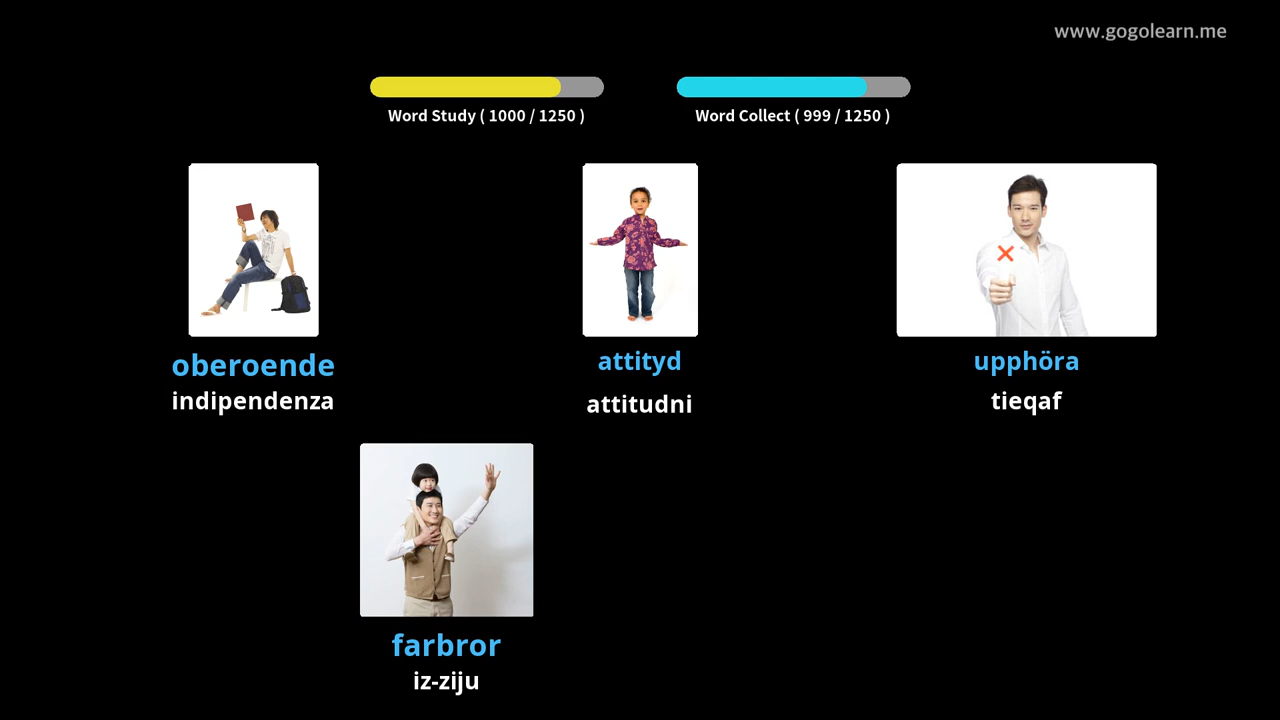 www.gogolearn.me
Word Study ( 1000 / 1250 )
Word Collect ( 999 / 1250 )
oberoende
indipendenza
attityd
attitudni
upphöra
tieqaf
farbror
iz-ziju